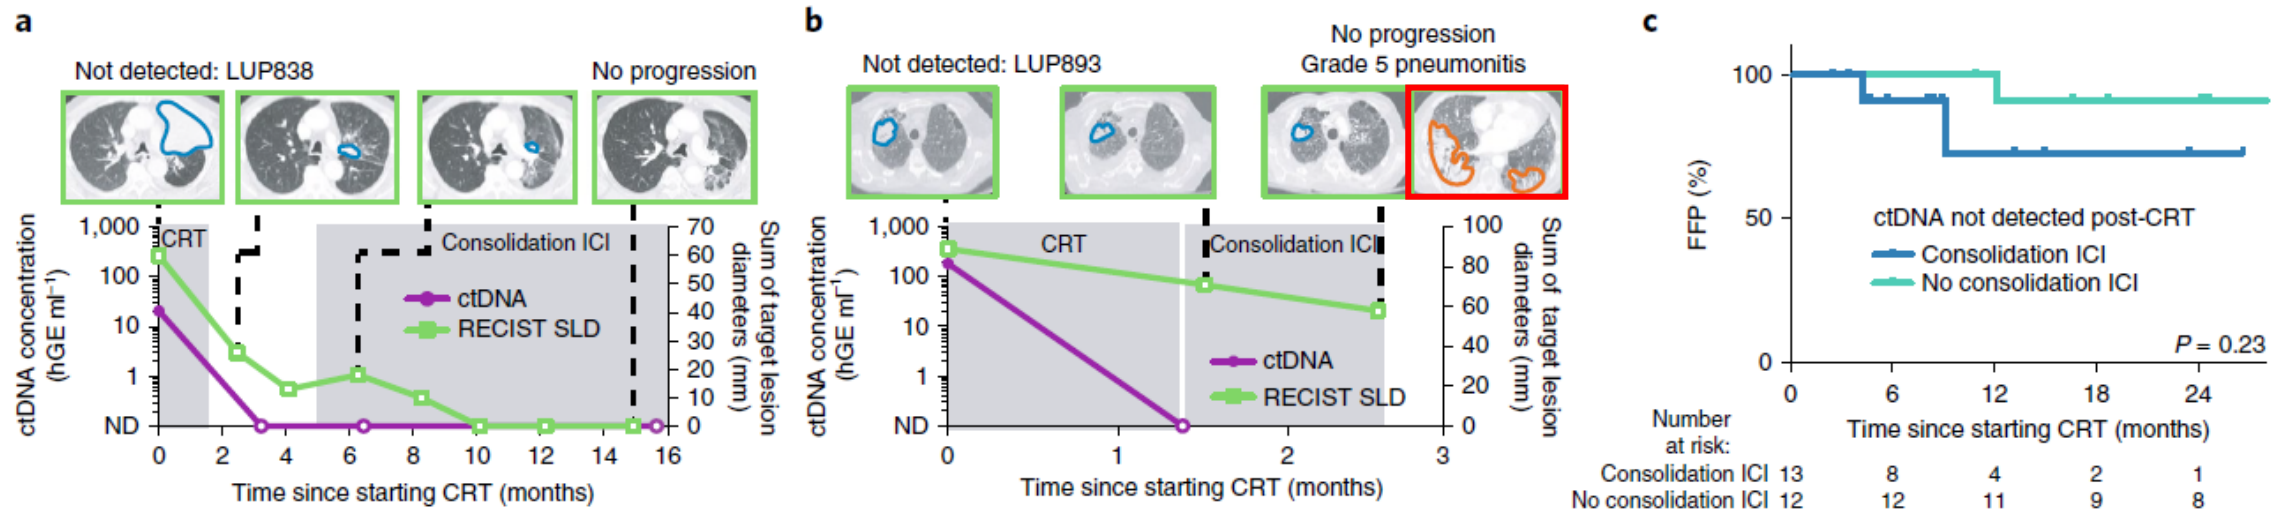 a
Not detected: LUP838
No progression
CRT
Consolidation ICI
ctDNA
RECIST SLD
ctDNA concentration
(hGE ml⁻¹)
1,000
100
10
1
ND
70
60
50
40
30
20
10
0
Sum of target lesion
diameters (mm)
0 2 4 6 8 10 12 14 16
Time since starting CRT (months)
b
Not detected: LUP893
No progression
Grade 5 pneumonitis
CRT
Consolidation ICI
ctDNA
RECIST SLD
ctDNA concentration
(hGE ml⁻¹)
1,000
100
10
1
ND
100
80
60
40
20
0
Sum of target lesion
diameters (mm)
0 1 2 3
Time since starting CRT (months)
c
FFP (%)
100
50
0
ctDNA not detected post-CRT
Consolidation ICI
No consolidation ICI
P = 0.23
0 6 12 18 24
Time since starting CRT (months)
Number
at risk:
Consolidation ICI 13 8 4 2 1
No consolidation ICI 12 12 11 9 8